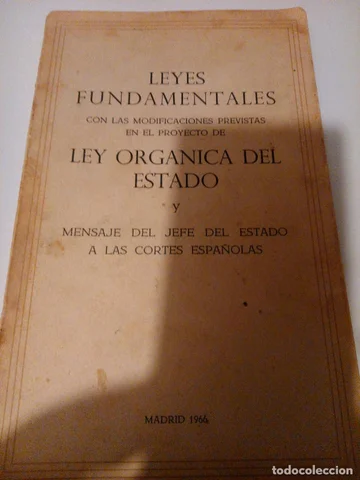 LEYES
FUNDAMENTALES
CON LAS MODIFICACIONES PREVISTAS
EN EL PROYECTO DE
LEY ORGANICA DEL
ESTADO
Y
MENSAJE DEL JEFE DEL ESTADO
A LAS CORTES ESPAÑOLAS
MADRID 1966
todocoleccion